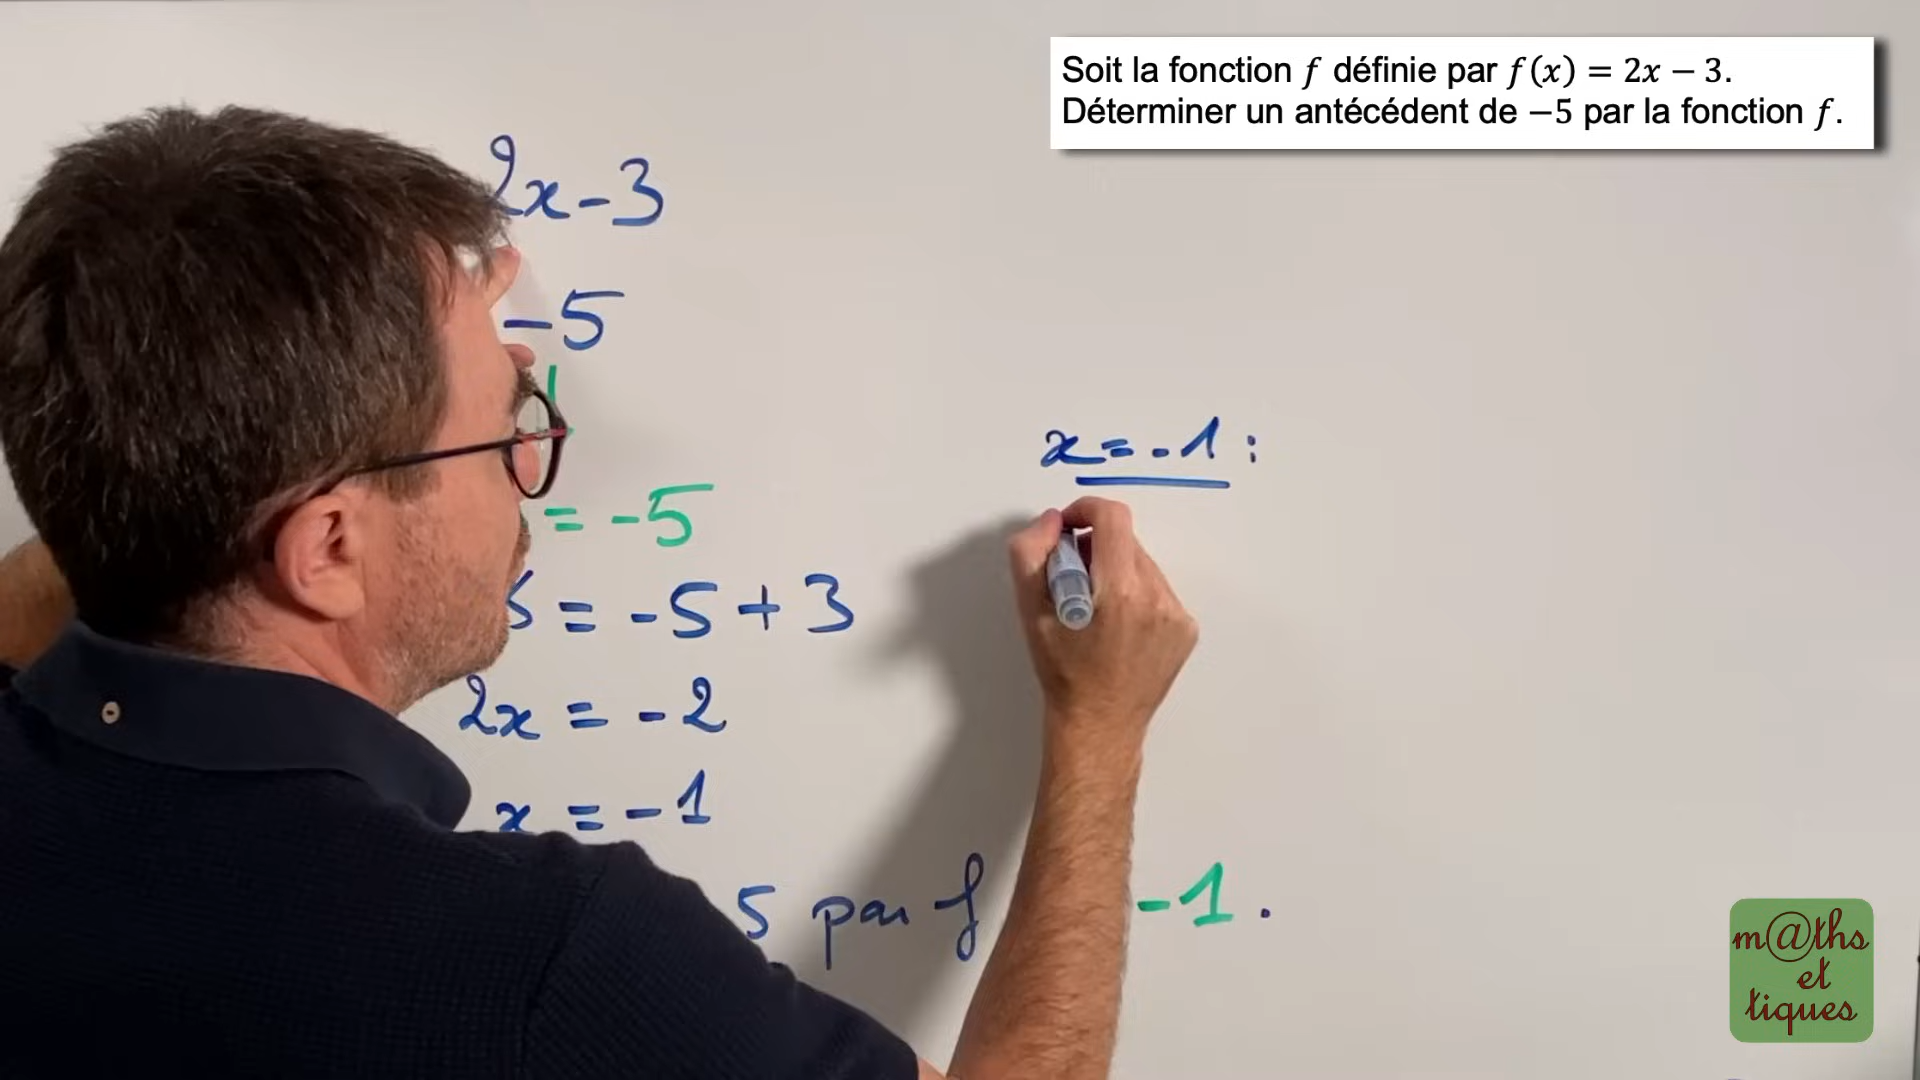 Soit la fonction f définie par f(x) = 2x − 3.
Déterminer un antécédent de −5 par la fonction f.
2x - 3
-5
= -5
= -5 + 3
2x = -2
x = -1
5 par f
-1.
x = -1 :
m@ths
et
tiques